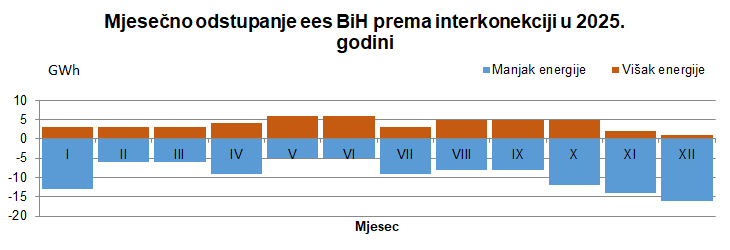 Mjesečno odstupanje ees BiH prema interkonekciji u 2025.
godini
GWh
Manjak energije
Višak energije
10
5
0
-5
-10
-15
-20
I II III IV V VI VII VIII IX X XI XII
Mjesec